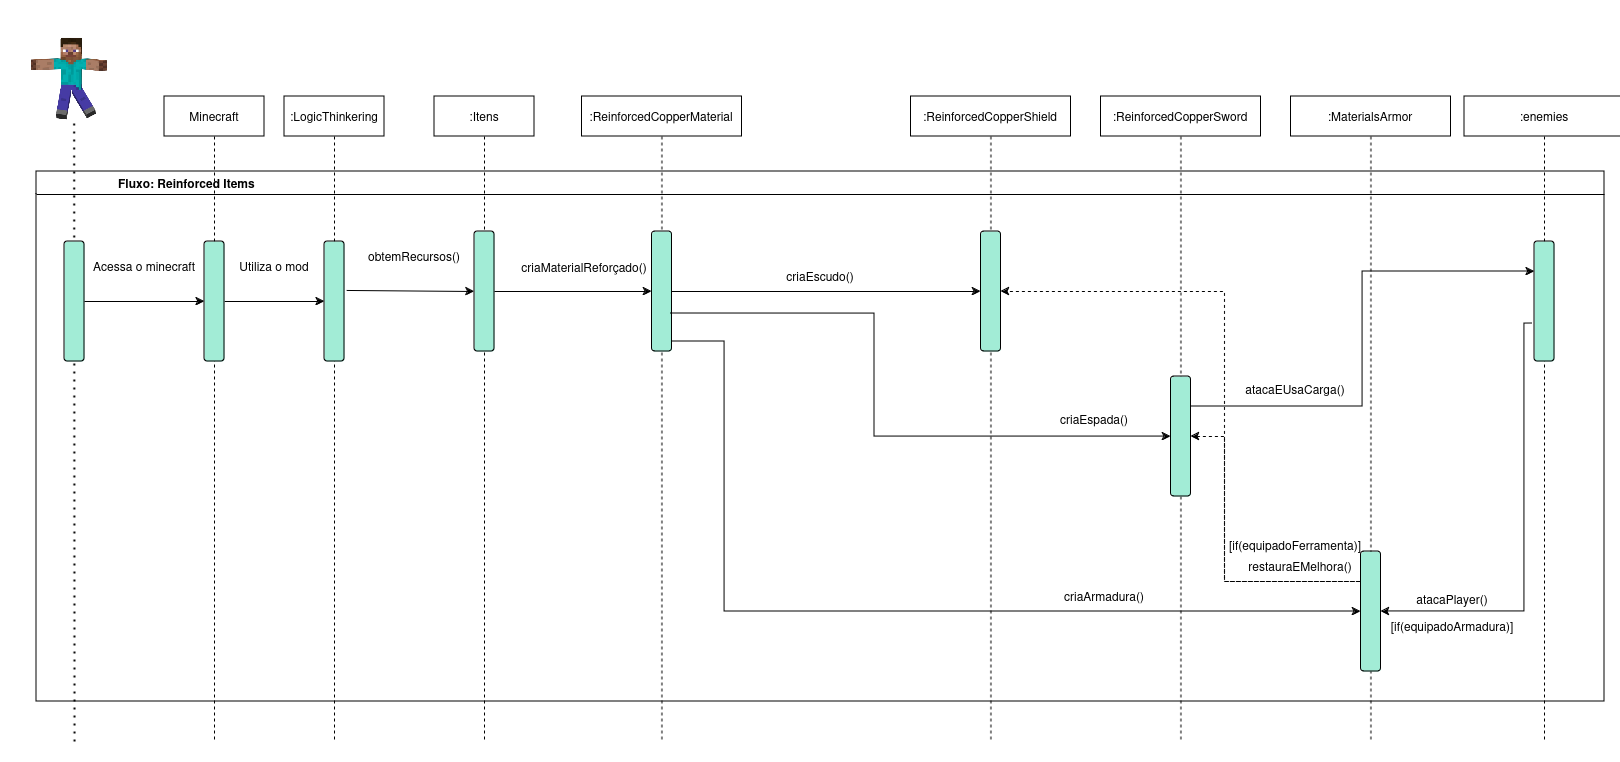 Minecraft
:LogicThinkering
:Itens
:ReinforcedCopperMaterial
:ReinforcedCopperShield
:ReinforcedCopperSword
:MaterialsArmor
:enemies
Fluxo: Reinforced Items
Acessa o minecraft
Utiliza o mod
obtemRecursos()
criaMaterialReforçado()
criaEscudo()
atacaEUsaCarga()
criaEspada()
[if(equipadoFerramenta)]
restauraEMelhora()
criaArmadura()
atacaPlayer()
[if(equipadoArmadura)]